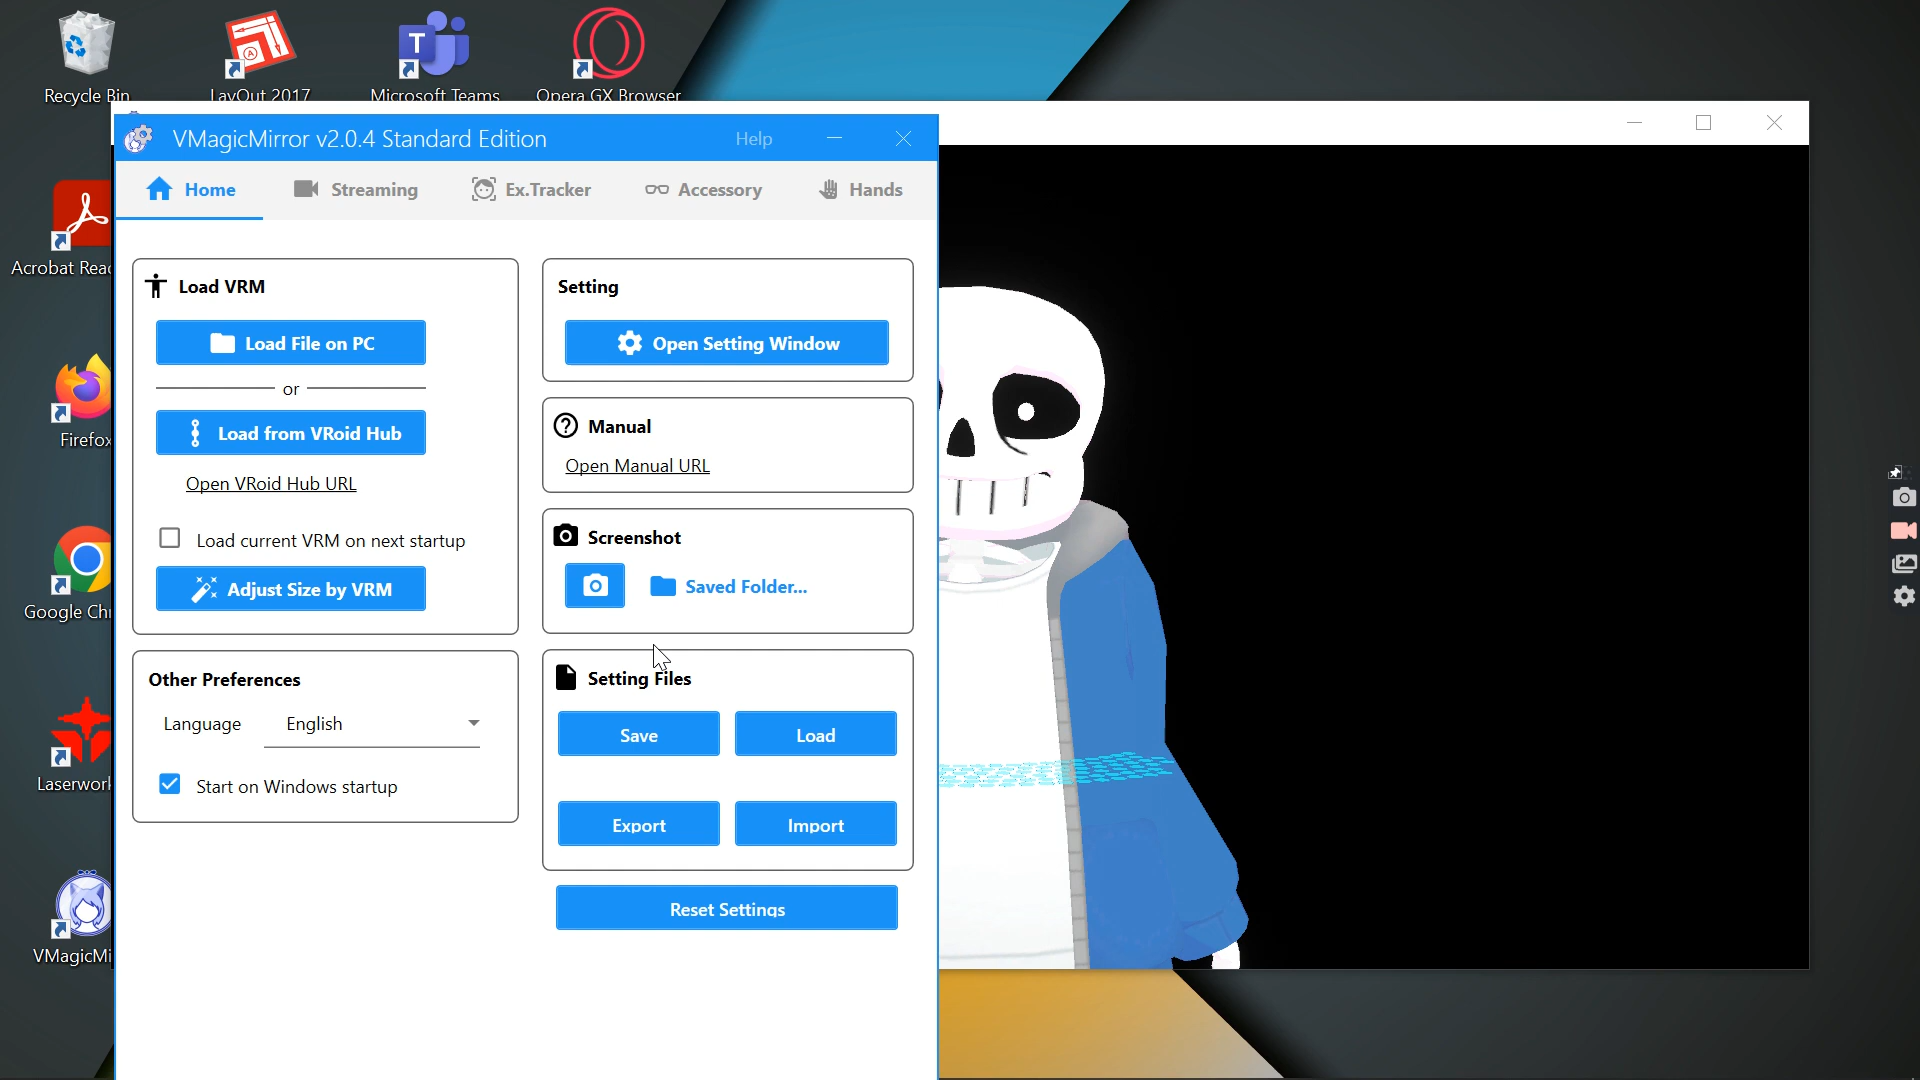 Recycle Bin
LayOut 2017
Microsoft Teams
Opera GX Browser
VMagicMirror v2.0.4 Standard Edition
Help
Home
Streaming
Ex.Tracker
Accessory
Hands
Acrobat Rea
Firefox
Google Ch
Laserwor
VMagicMi
Load VRM
Load File on PC
or
Load from VRoid Hub
Open VRoid Hub URL
Load current VRM on next startup
Adjust Size by VRM
Other Preferences
Language
English
Start on Windows startup
Setting
Open Setting Window
Manual
Open Manual URL
Screenshot
Saved Folder...
Setting Files
Save
Load
Export
Import
Reset Settings